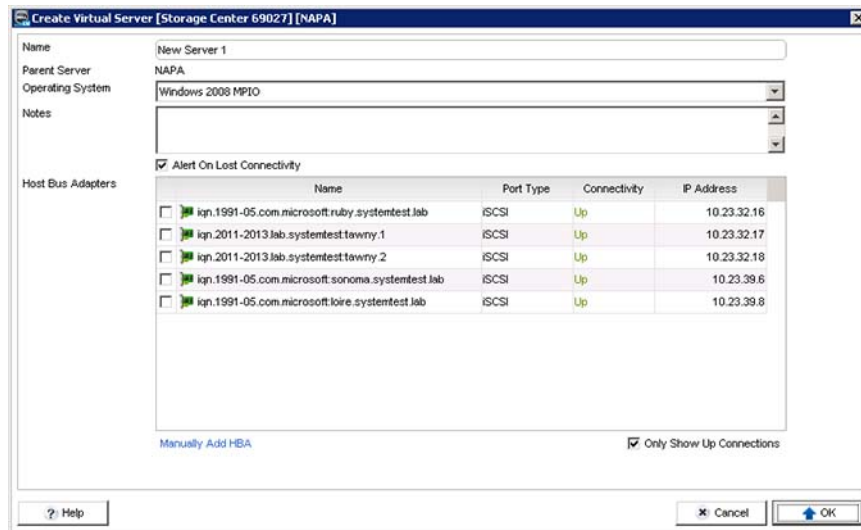 Create Virtual Server [Storage Center 69027] [NAPA]
Name New Server 1
Parent Server NAPA
Operating System Windows 2008 MPIO
Notes
Alert On Lost Connectivity
Host Bus Adapters
Name Port Type Connectivity IP Address
iqn.1991-05.com.microsoft:ruby.systemtest.lab iSCSI Up 10.23.32.16
iqn.2011-2013.lab.systemtest:tawny.1 iSCSI Up 10.23.32.17
iqn.2011-2013.lab.systemtest:tawny.2 iSCSI Up 10.23.32.18
iqn.1991-05.com.microsoft:sonoma.systemtest.lab iSCSI Up 10.23.39.6
iqn.1991-05.com.microsoft:loire.systemtest.lab iSCSI Up 10.23.39.8
Manually Add HBA Only Show Up Connections
? Help Cancel OK